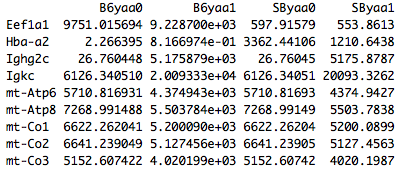 B6yaa0 B6yaa1 SByaa0 SByaa1
Eef1a1 9751.015694 9.228700e+03 597.91579 553.8613
Hba-a2 2.266395 8.166974e-01 3362.44106 1210.6438
Ighg2c 26.760448 5.175879e+03 26.76045 5175.8787
Igkc 6126.340510 2.009333e+04 6126.34051 20093.3262
mt-Atp6 5710.816931 4.374943e+03 5710.81693 4374.9427
mt-Atp8 7268.991488 5.503784e+03 7268.99149 5503.7838
mt-Co1 6622.262041 5.200090e+03 6622.26204 5200.0899
mt-Co2 6641.239049 5.127456e+03 6641.23905 5127.4563
mt-Co3 5152.607422 4.020199e+03 5152.60742 4020.1987